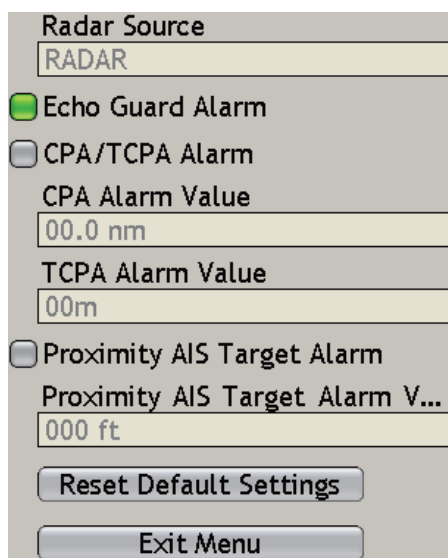 Radar Source
RADAR
Echo Guard Alarm
CPA/TCPA Alarm
CPA Alarm Value
00.0 nm
TCPA Alarm Value
00m
Proximity AIS Target Alarm
Proximity AIS Target Alarm V...
000 ft
Reset Default Settings
Exit Menu